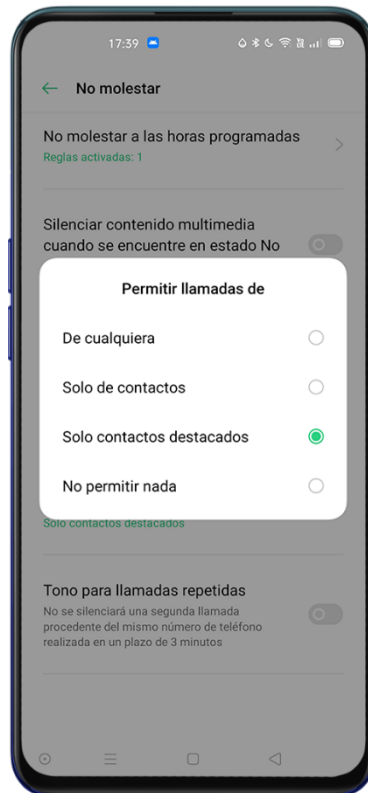 17:39
No molestar
No molestar a las horas programadas
Reglas activadas: 1
Silenciar contenido multimedia
cuando se encuentre en estado No
Permitir llamadas de
De cualquiera
Solo de contactos
Solo contactos destacados
No permitir nada
Solo contactos destacados
Tono para llamadas repetidas
No se silenciará una segunda llamada
procedente del mismo número de teléfono
realizada en un plazo de 3 minutos